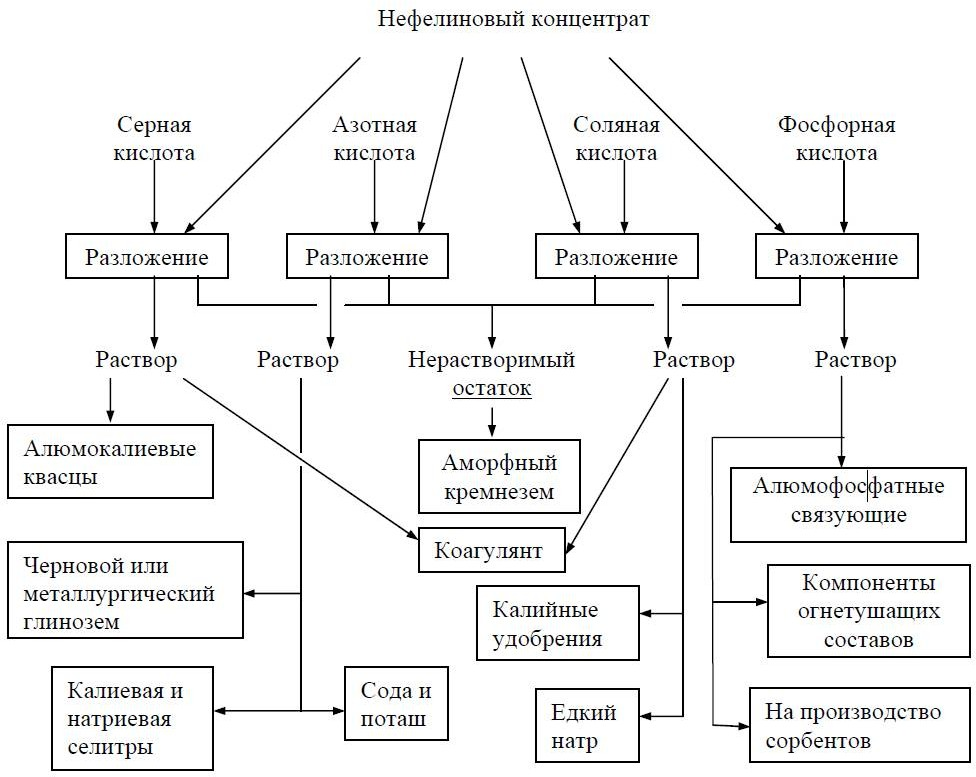 Нефелиновый концентрат
Серная
кислота
Азотная
кислота
Соляная
кислота
Фосфорная
кислота
Разложение
Разложение
Разложение
Разложение
Раствор
Раствор
Нерастворимый
остаток
Раствор
Раствор
Алюмокалиевые
квасцы
Аморфный
кремнезем
Алюмофосфатные
связующие
Коагулянт
Черновой или
металлургический
глинозем
Калийные
удобрения
Компоненты
огнетушащих
составов
Калиевая и
натриевая
селитры
Сода и
поташ
Едкий
натр
На производство
сорбентов